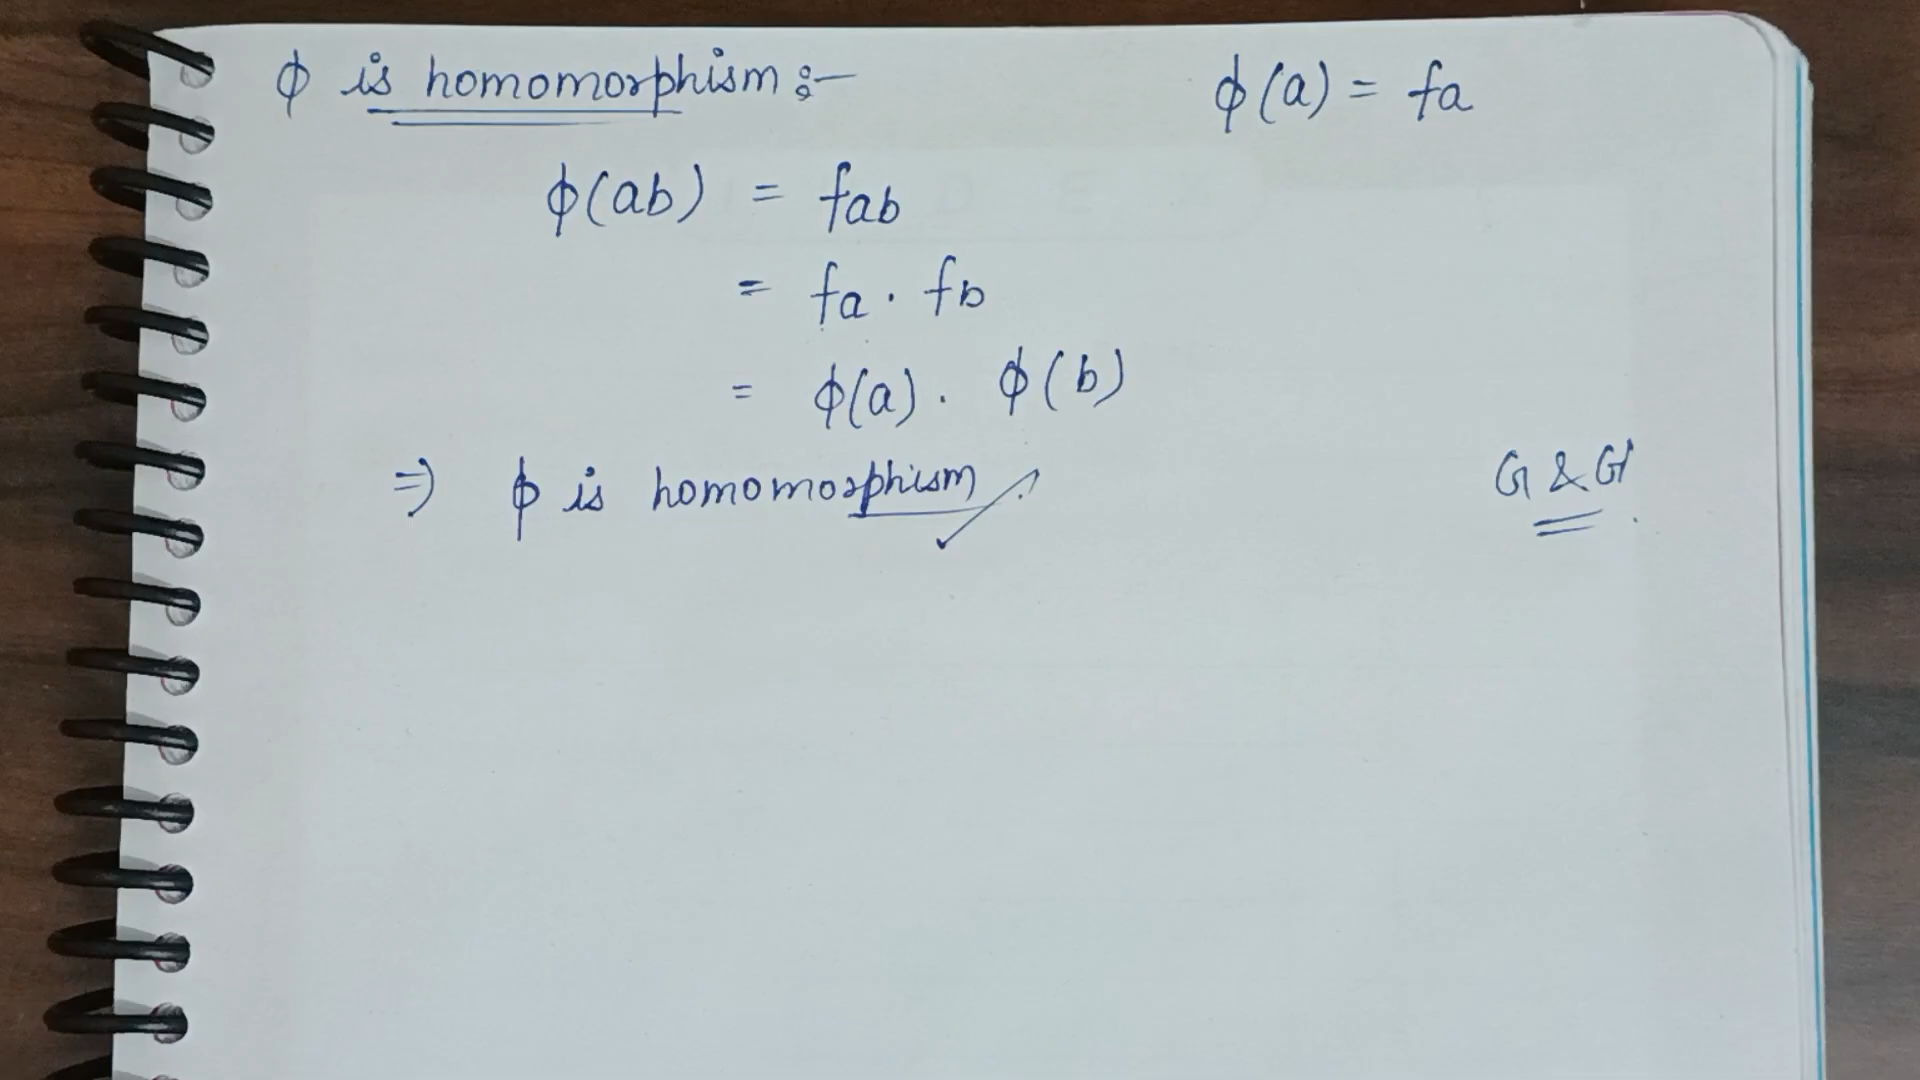 ϕ is homomorphism :- ϕ(a) = fa
ϕ(ab) = fab
= fa . fb
= ϕ(a) . ϕ(b)
⇒ ϕ is homomorphism
G & G'